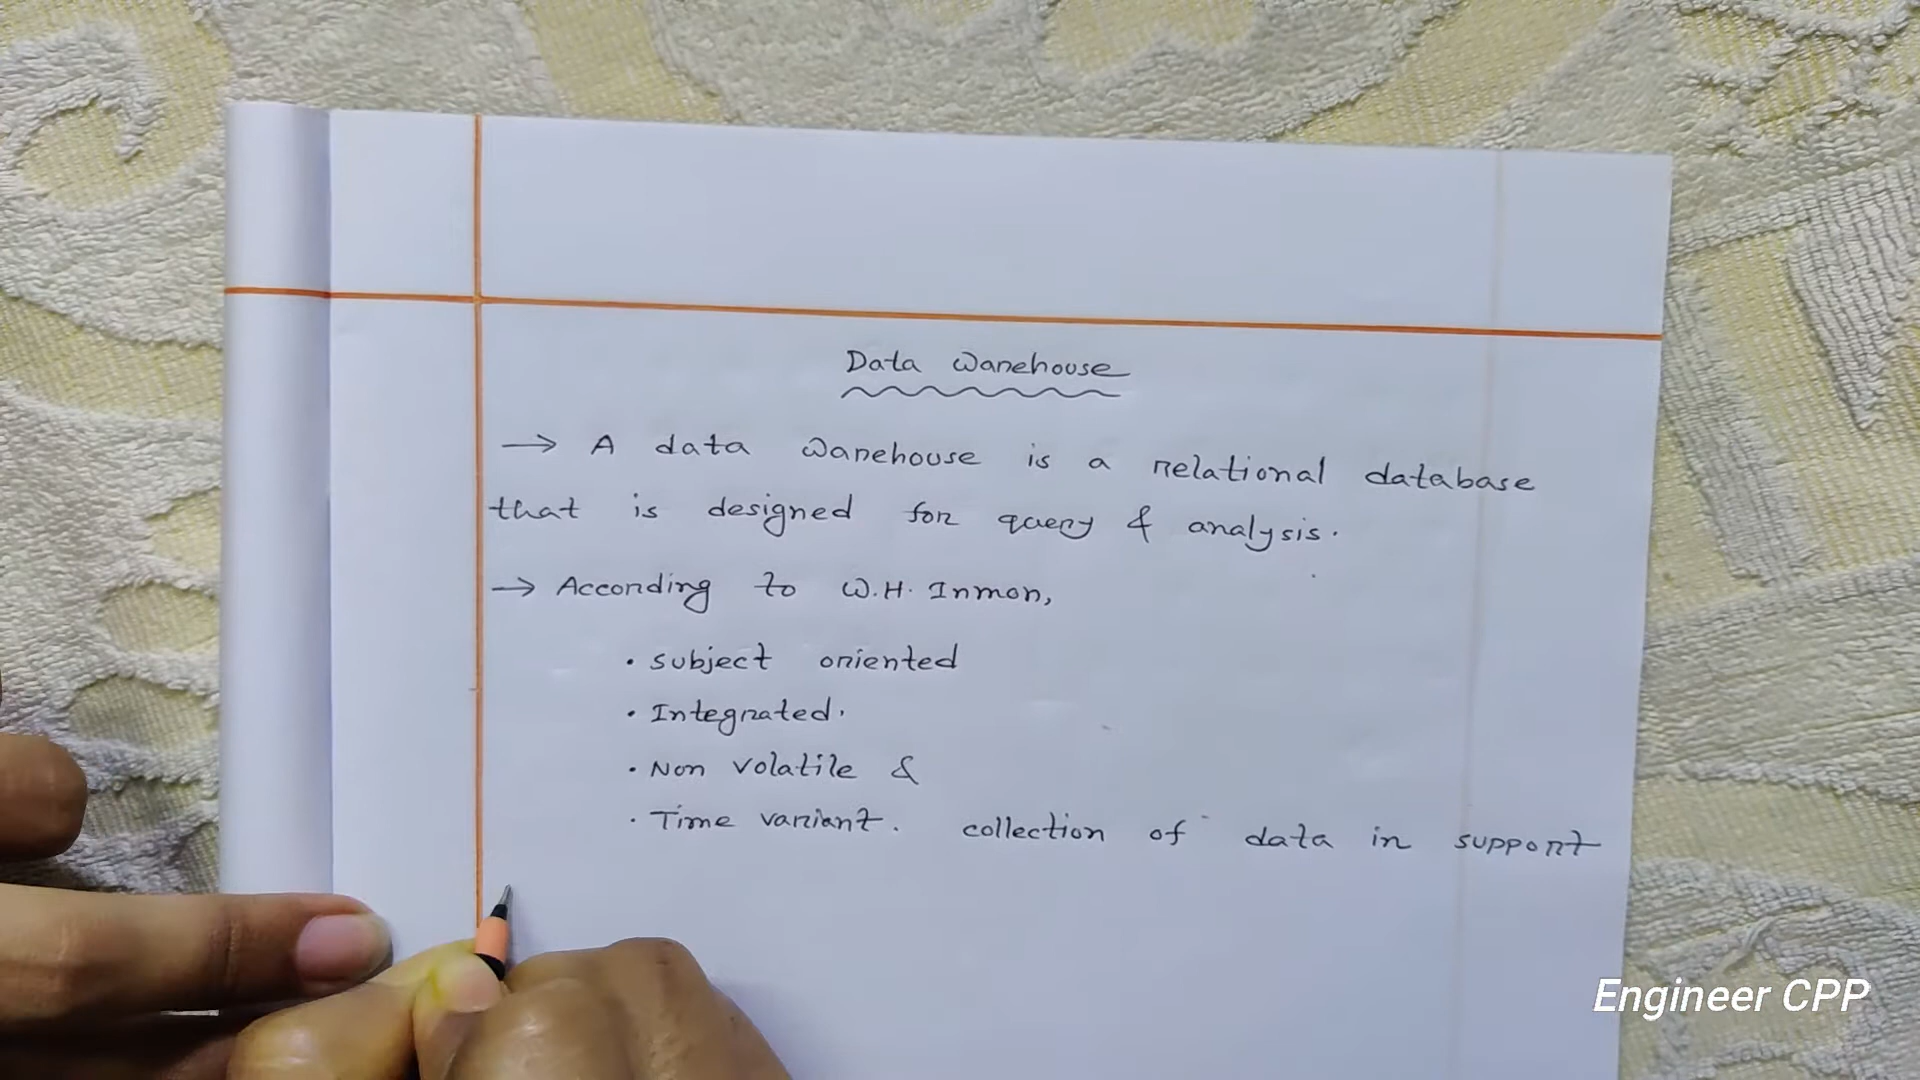 Data Warehouse
→ A data warehouse is a relational database
that is designed for query & analysis.
→ According to W.H. Inmon,
• subject oriented
• Integrated.
• Non volatile &
• Time variant. collection of data in support
Engineer CPP